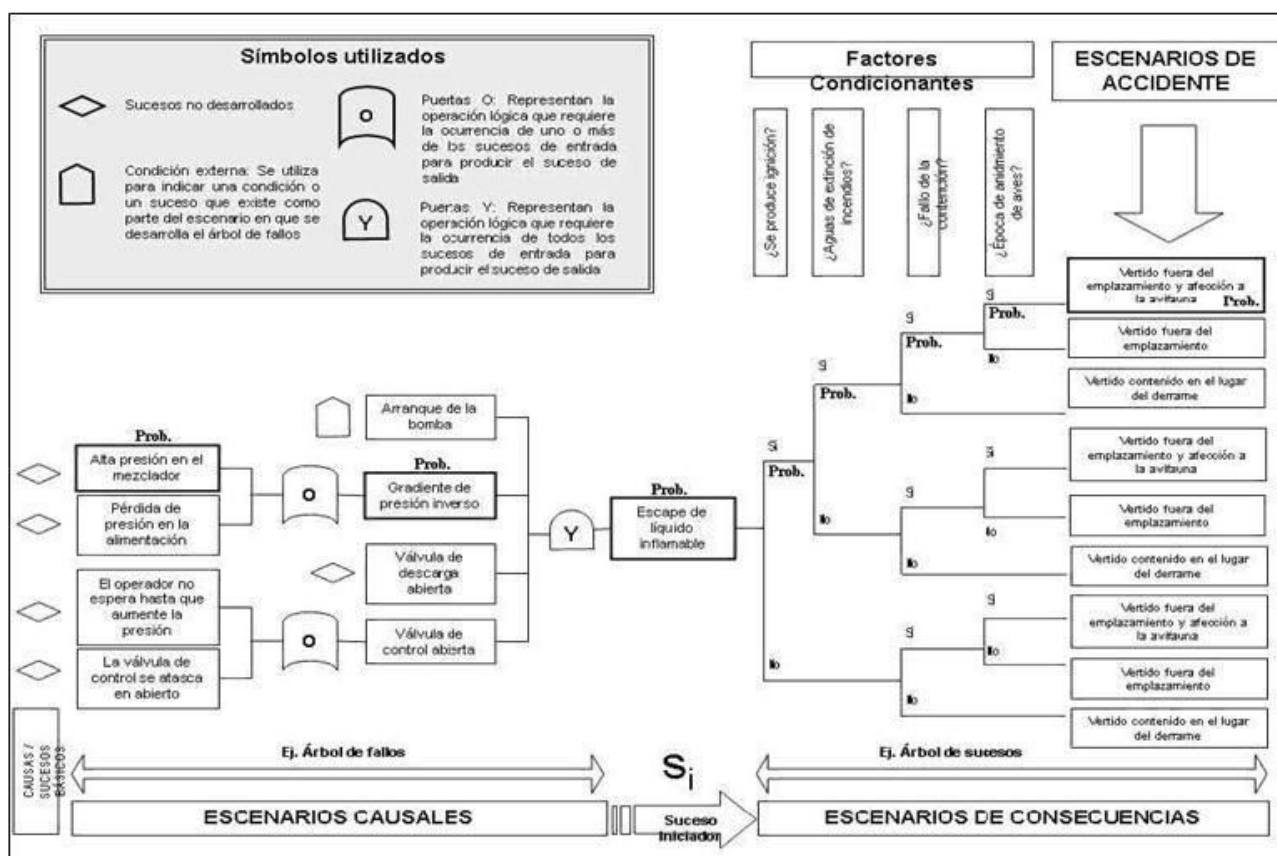 Símbolos utilizados
Sucesos no desarrollados
Condición externa: Se utiliza
para indicar una condición o
un suceso que existe como
parte del escenario en que se
desarrolla el árbol de fallos
O
Puertas O: Representan la
operación lógica que requiere
la ocurrencia de uno o más
de los sucesos de entrada
para producir el suceso de
salida
Y
Puertas Y: Representan la
operación lógica que requiere
la ocurrencia de todos los
sucesos de entrada para
producir el suceso de salida
Factores
Condicionantes
ESCENARIOS DE
ACCIDENTE
¿Se produce ignición?
¿Aguas de extinción de
incendios?
¿Fallo de la
contención?
¿Época de anidmiento
de aves?
Prob.
Alta presión en el
mezclador
Pérdida de
presión en la
alimentación
El operador no
espera hasta que
aumente la
presión
La válvula de
control se atasca
en abierto
O
O
Arranque de la
bomba
Prob.
Gradiente de
presión inverso
Válvula de
descarga
abierta
Válvula de
control abierta
Y
Prob.
Escape de
líquido
inflamable
Si
Prob.
No
Si
Prob.
No
Si
Prob.
No
Si
Prob.
No
Si
No
Si
No
Si
No
Si
No
Vertido fuera del
emplazamiento y afección a
la avifauna Prob.
Vertido fuera del
emplazamiento
Vertido contenido en el lugar
del derrame
Vertido fuera del
emplazamiento y afección a
la avifauna
Vertido fuera del
emplazamiento
Vertido contenido en el lugar
del derrame
Vertido fuera del
emplazamiento y afección a
la avifauna
Vertido fuera del
emplazamiento
Vertido contenido en el lugar
del derrame
CAUSAS /
SUCESOS
BÁSICOS
Ej. Árbol de fallos
Si
Ej. Árbol de sucesos
ESCENARIOS CAUSALES
Suceso
Iniciador
ESCENARIOS DE CONSECUENCIAS